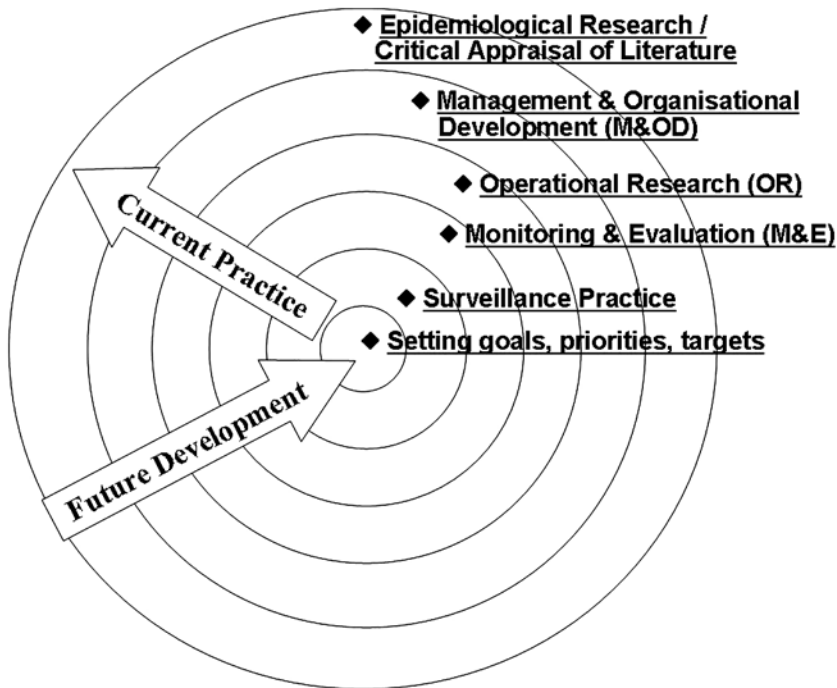 ◆ Epidemiological Research /
Critical Appraisal of Literature
◆ Management & Organisational
Development (M&OD)
◆ Operational Research (OR)
◆ Monitoring & Evaluation (M&E)
◆ Surveillance Practice
◆ Setting goals, priorities, targets
Current Practice
Future Development